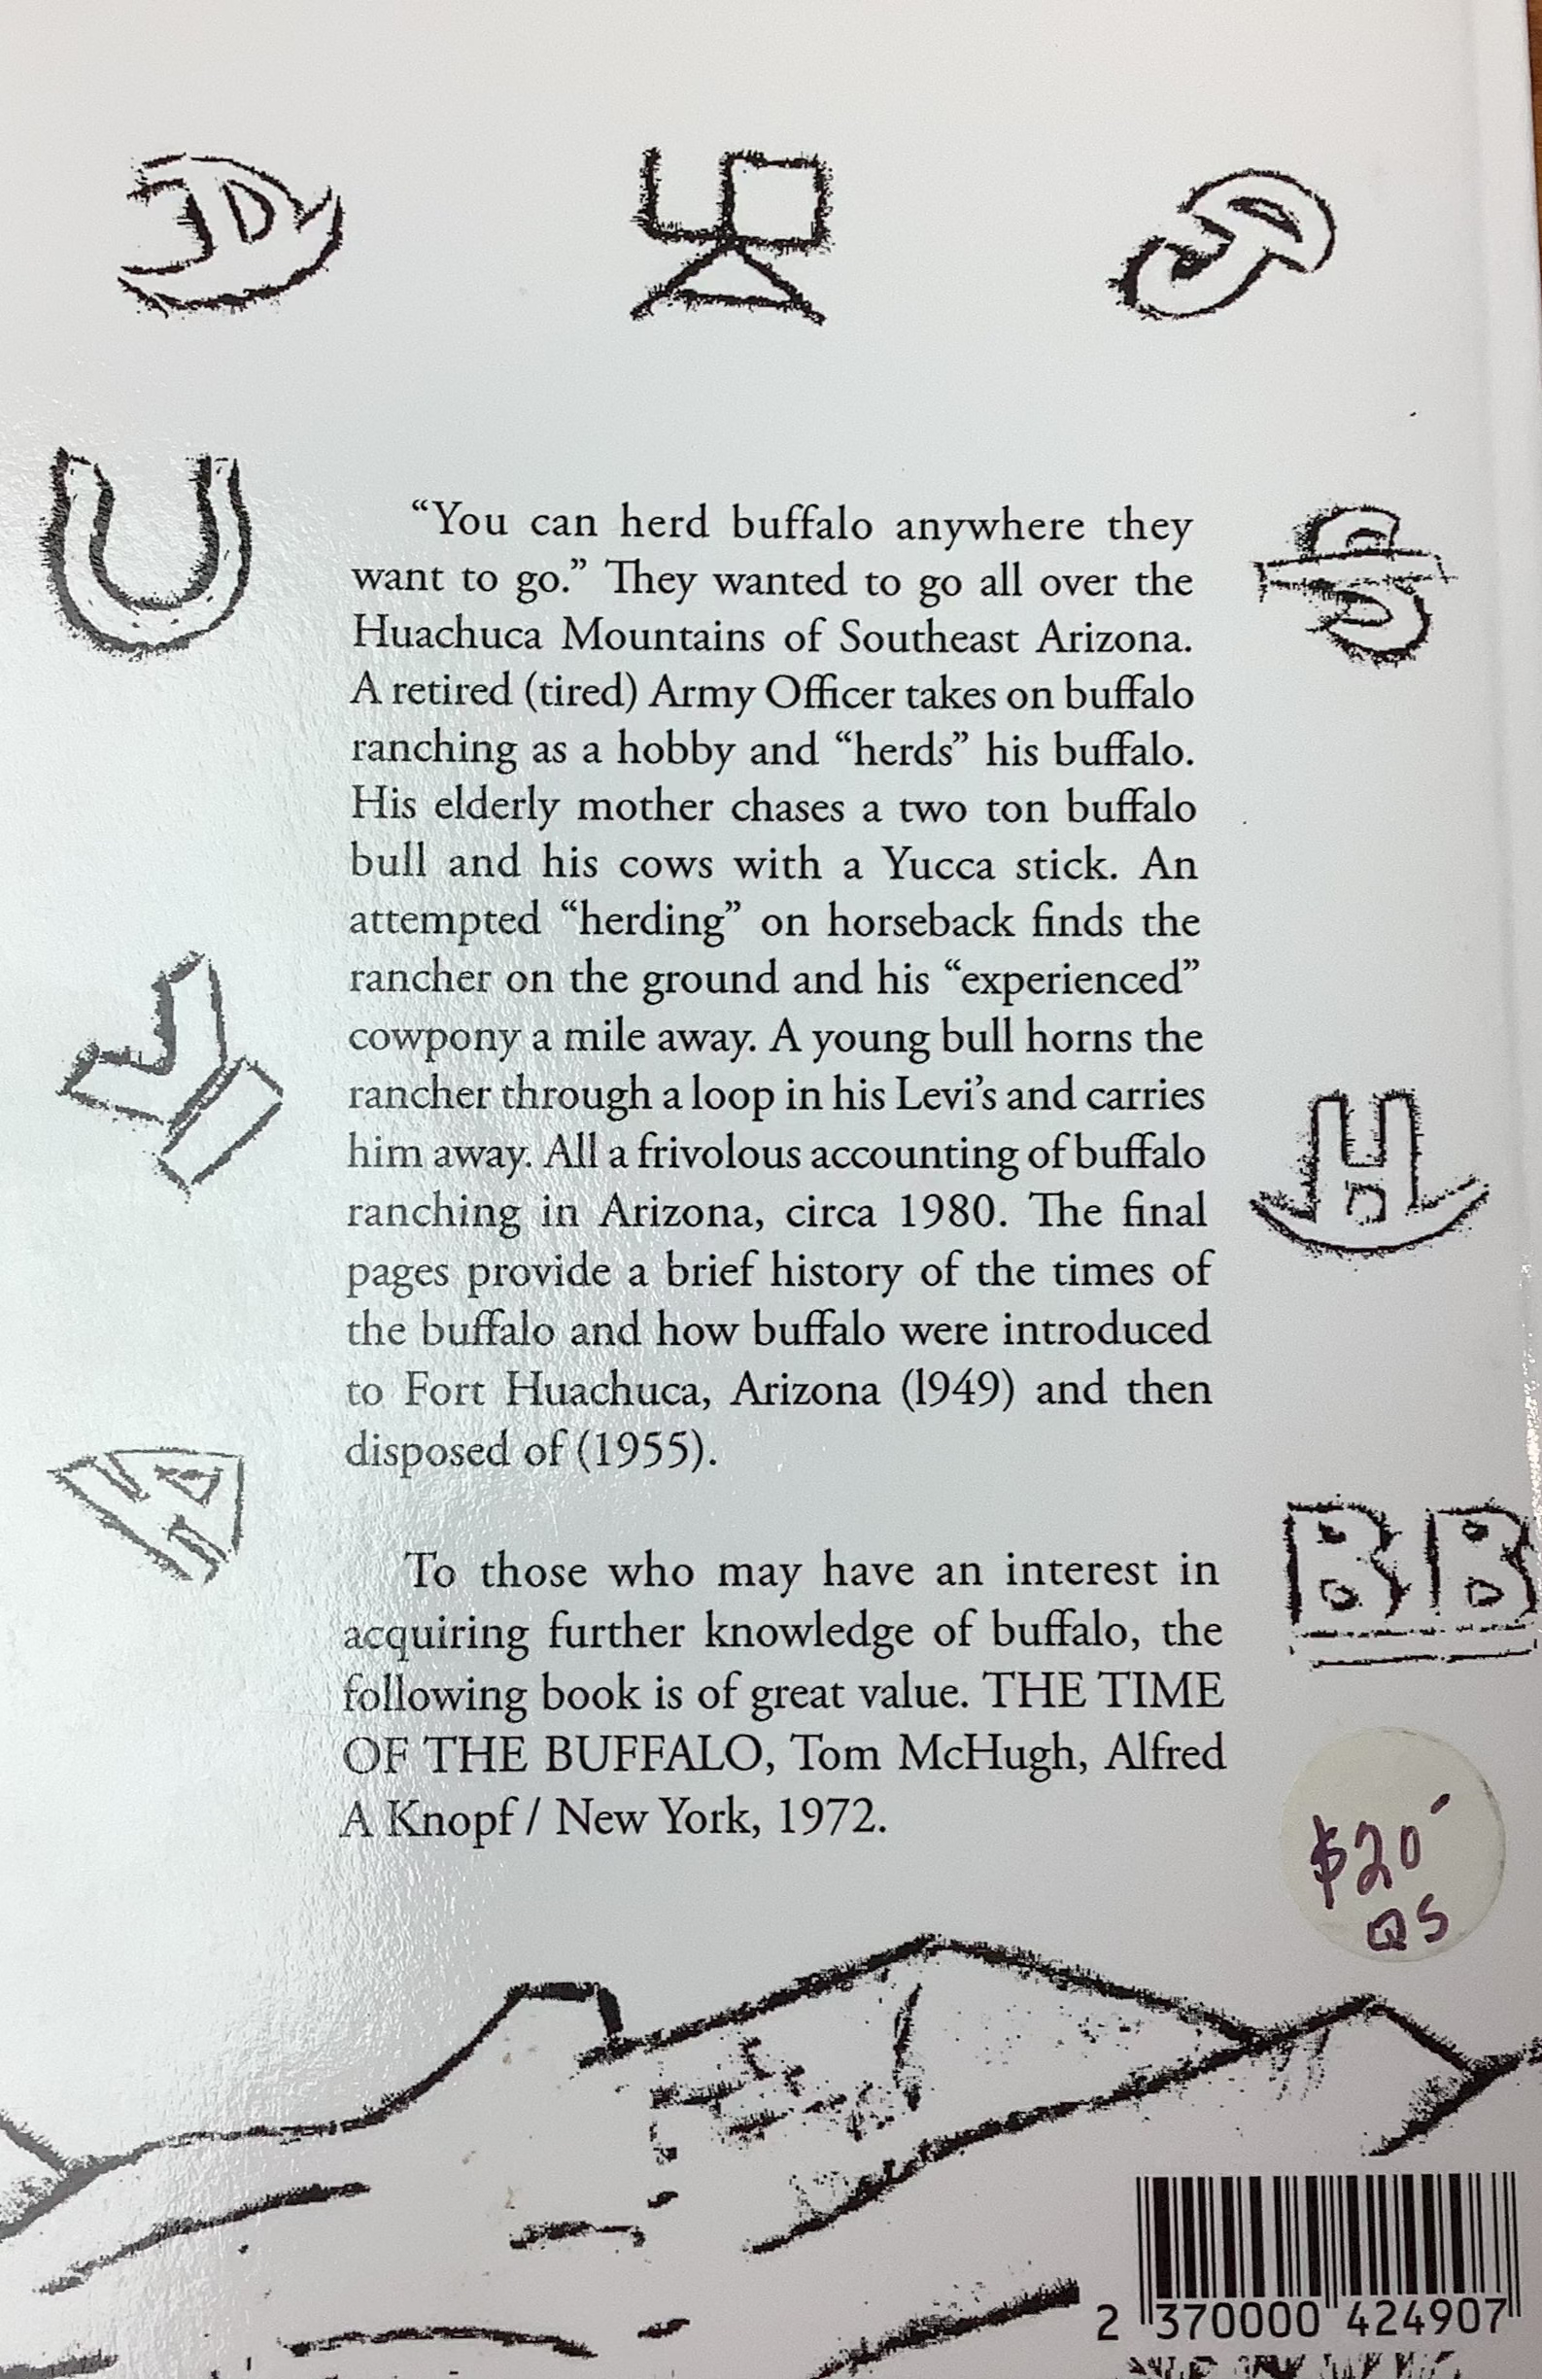 “You can herd buffalo anywhere they
want to go.” They wanted to go all over the
Huachuca Mountains of Southeast Arizona.
A retired (tired) Army Officer takes on buffalo
ranching as a hobby and “herds” his buffalo.
His elderly mother chases a two ton buffalo
bull and his cows with a Yucca stick. An
attempted “herding” on horseback finds the
rancher on the ground and his “experienced”
cowpony a mile away. A young bull horns the
rancher through a loop in his Levi’s and carries
him away. All a frivolous accounting of buffalo
ranching in Arizona, circa 1980. The final
pages provide a brief history of the times of
the buffalo and how buffalo were introduced
to Fort Huachuca, Arizona (l949) and then
disposed of (1955).
To those who may have an interest in
acquiring further knowledge of buffalo, the
following book is of great value. THE TIME
OF THE BUFFALO, Tom McHugh, Alfred
A Knopf / New York, 1972.
BB
$20
QS
2 370000 424907